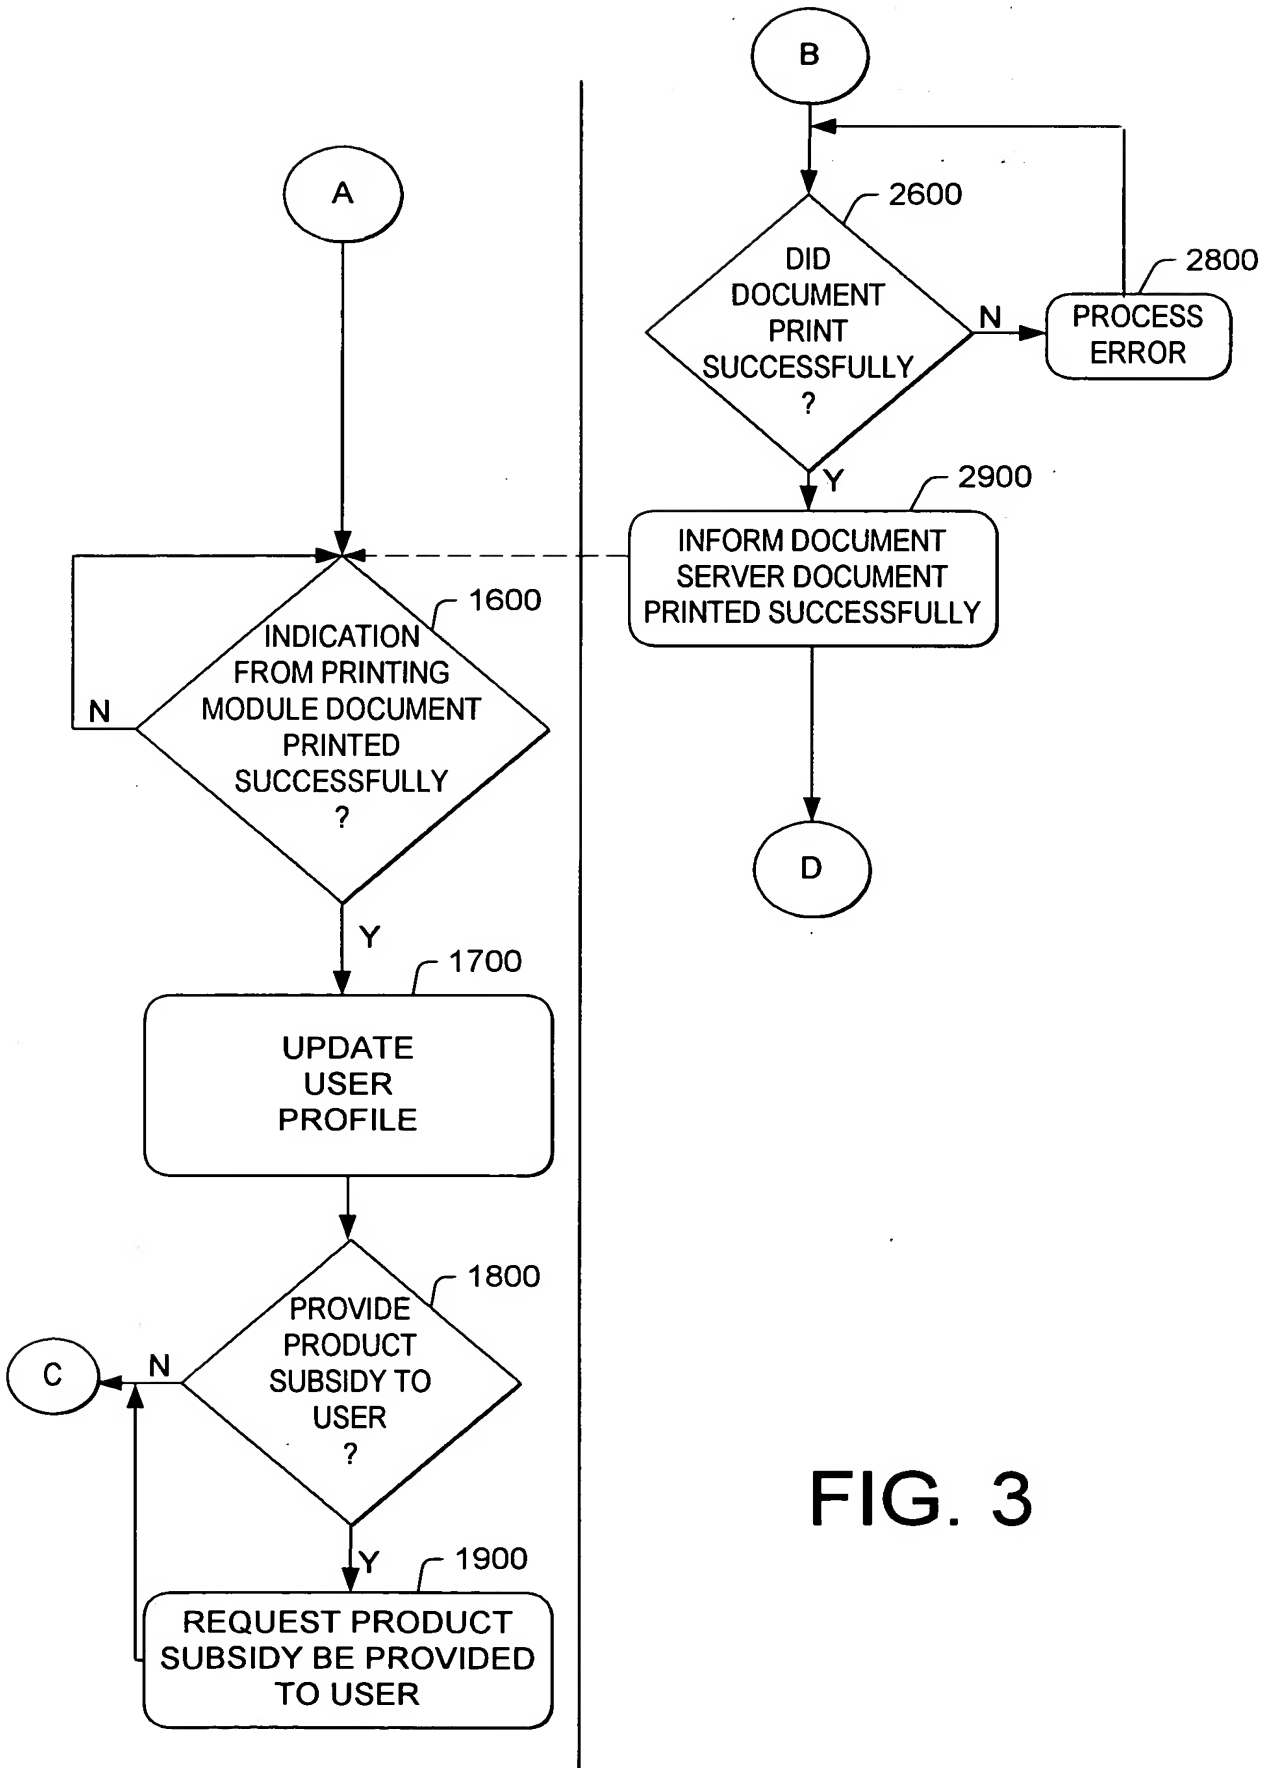 B
A
2600
DID
DOCUMENT
PRINT
SUCCESSFULLY
?
N
2800
PROCESS
ERROR
Y
2900
INFORM DOCUMENT
SERVER DOCUMENT
PRINTED SUCCESSFULLY
D
1600
INDICATION
FROM PRINTING
MODULE DOCUMENT
PRINTED
SUCCESSFULLY
?
N
Y
1700
UPDATE
USER
PROFILE
1800
PROVIDE
PRODUCT
SUBSIDY TO
USER
?
N
C
Y
1900
REQUEST PRODUCT
SUBSIDY BE PROVIDED
TO USER
FIG. 3